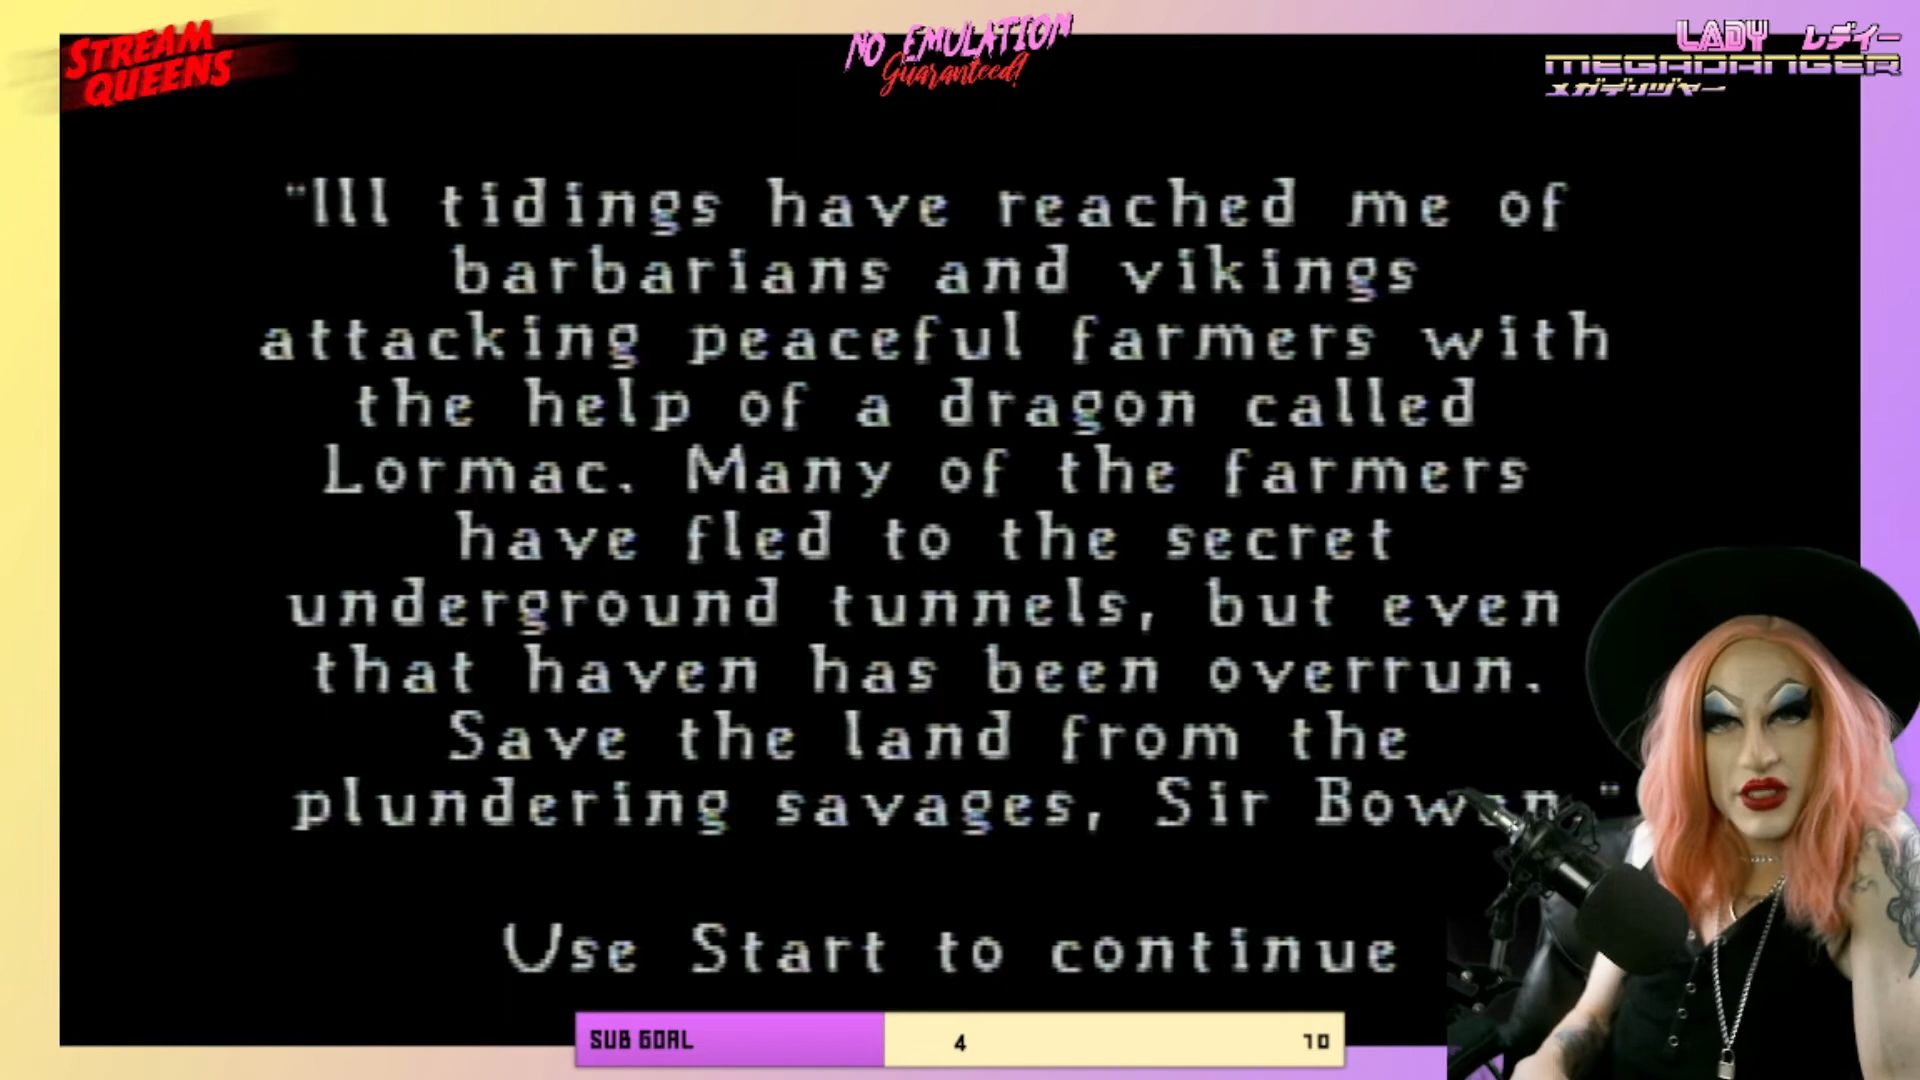 STREAM
QUEENS
NO EMULATION
Guaranteed!
LADY レディー
MEGADANGER
"Ill tidings have reached me of
barbarians and vikings
attacking peaceful farmers with
the help of a dragon called
Lormac. Many of the farmers
have fled to the secret
underground tunnels, but even
that haven has been overrun.
Save the land from the
plundering savages, Sir Bowen."
Use Start to continue
SUB GOAL 4 10